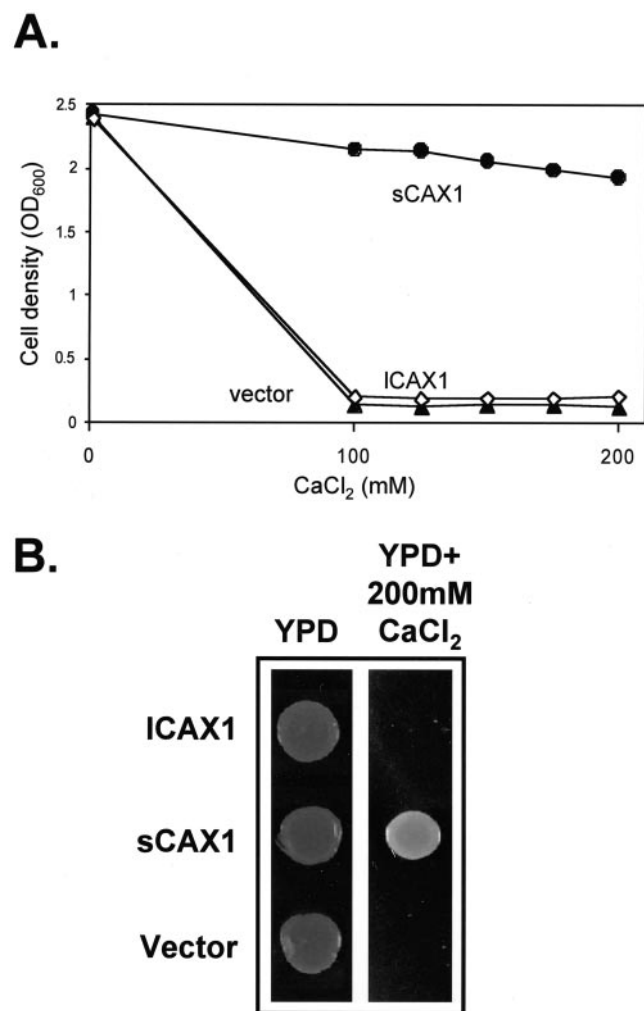 A.
2.5
2
1.5
1
0.5
0
Cell density (OD600)
sCAX1
lCAX1
vector
0
100
200
CaCl2 (mM)
B.
YPD
YPD+
200mM
CaCl2
lCAX1
sCAX1
Vector